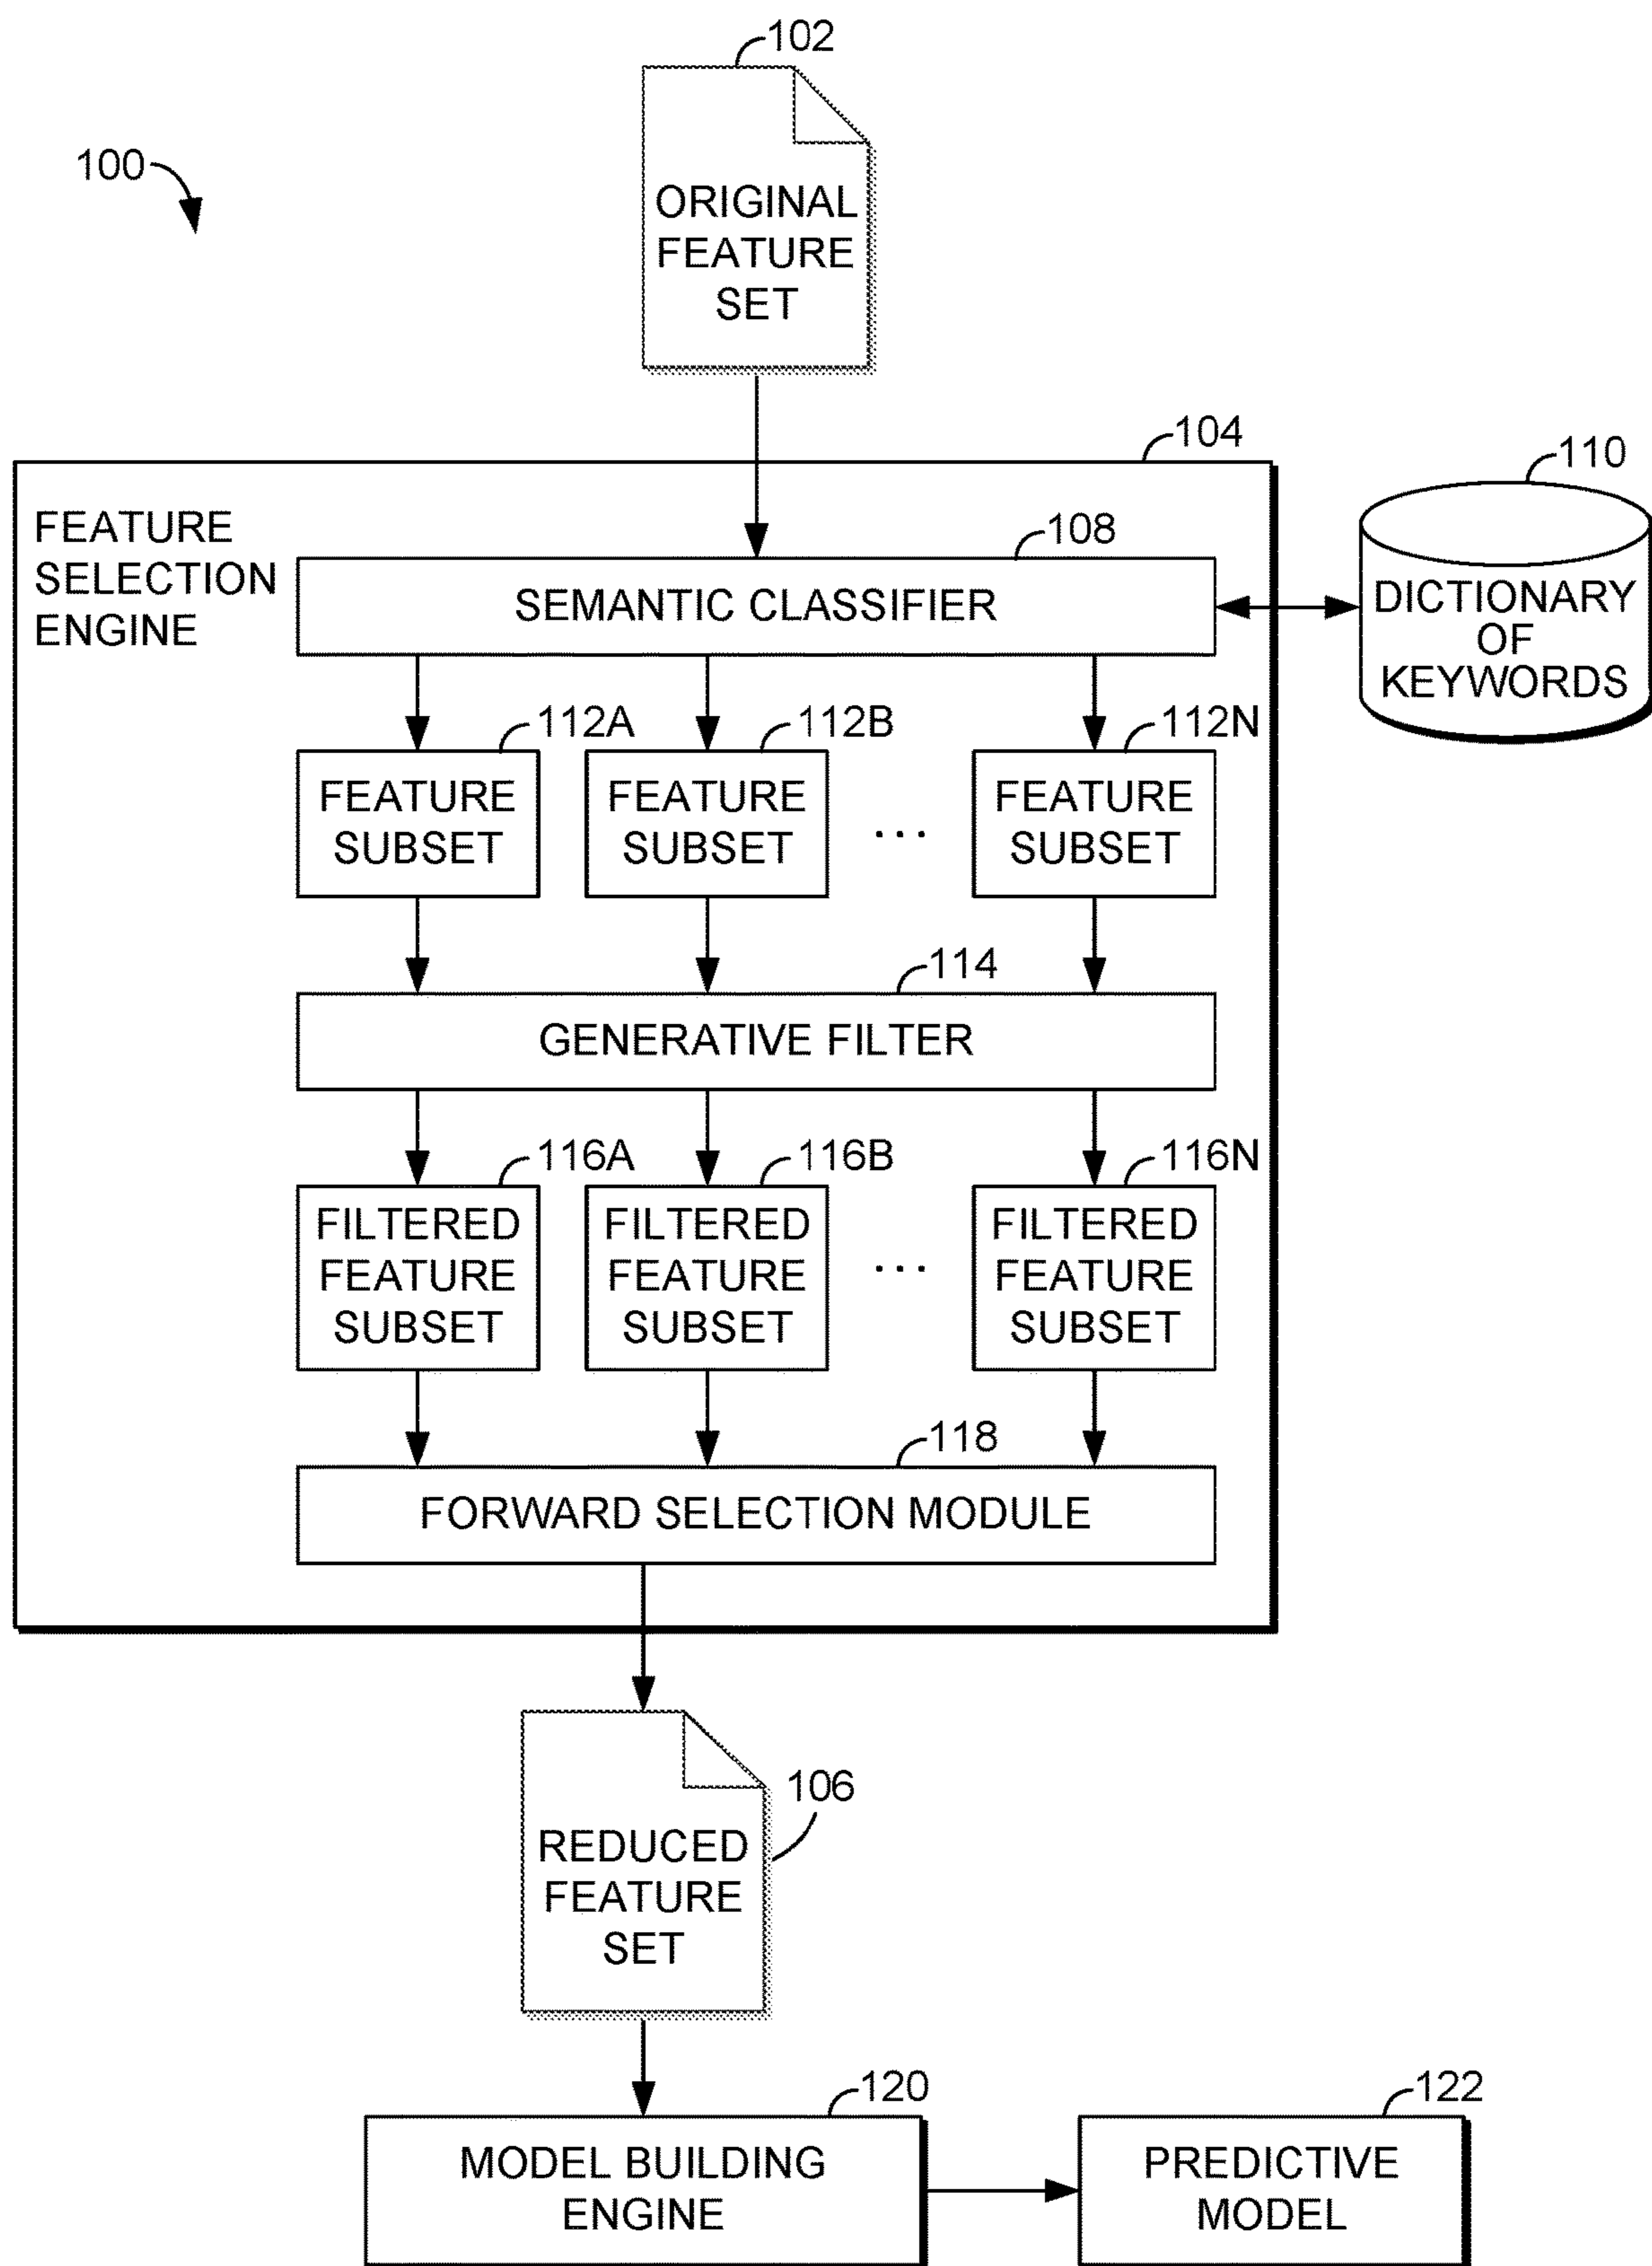 102
100
ORIGINAL
FEATURE
SET
104
110
FEATURE
SELECTION
ENGINE
108
SEMANTIC CLASSIFIER
DICTIONARY
OF
KEYWORDS
112A
112B
112N
FEATURE
SUBSET
FEATURE
SUBSET
...
FEATURE
SUBSET
114
GENERATIVE FILTER
116A
116B
116N
FILTERED
FEATURE
SUBSET
FILTERED
FEATURE
SUBSET
...
FILTERED
FEATURE
SUBSET
118
FORWARD SELECTION MODULE
106
REDUCED
FEATURE
SET
120
122
MODEL BUILDING
ENGINE
PREDICTIVE
MODEL